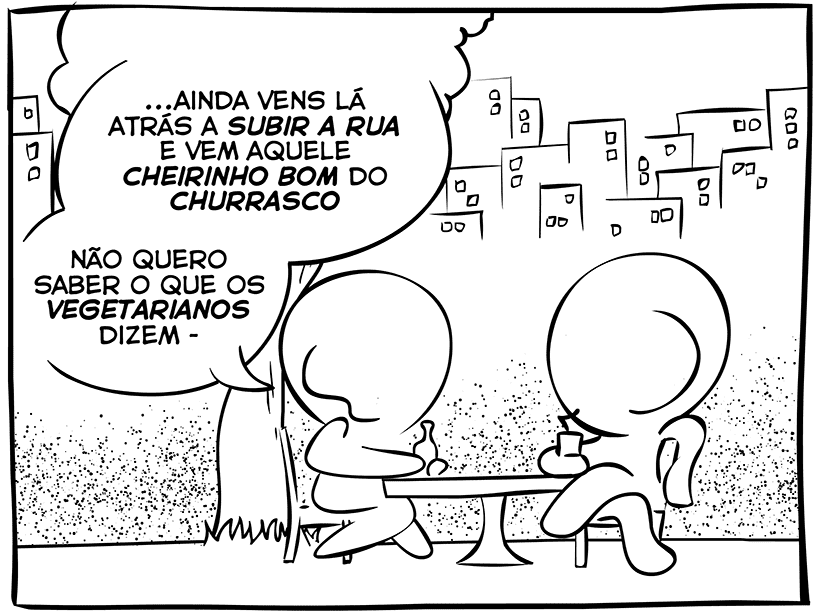 ...AINDA VENS LÁ
ATRÁS A SUBIR A RUA
E VEM AQUELE
CHEIRINHO BOM DO
CHURRASCO
NÃO QUERO
SABER O QUE OS
VEGETARIANOS
DIZEM -